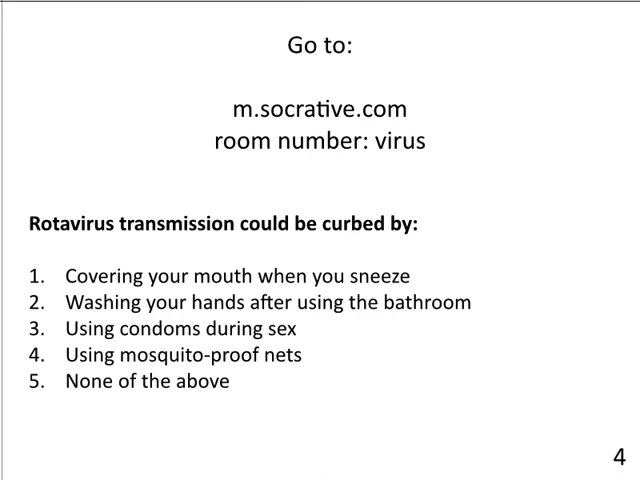 Go to:
m.socrative.com
room number: virus
Rotavirus transmission could be curbed by:
1. Covering your mouth when you sneeze
2. Washing your hands after using the bathroom
3. Using condoms during sex
4. Using mosquito-proof nets
5. None of the above
4